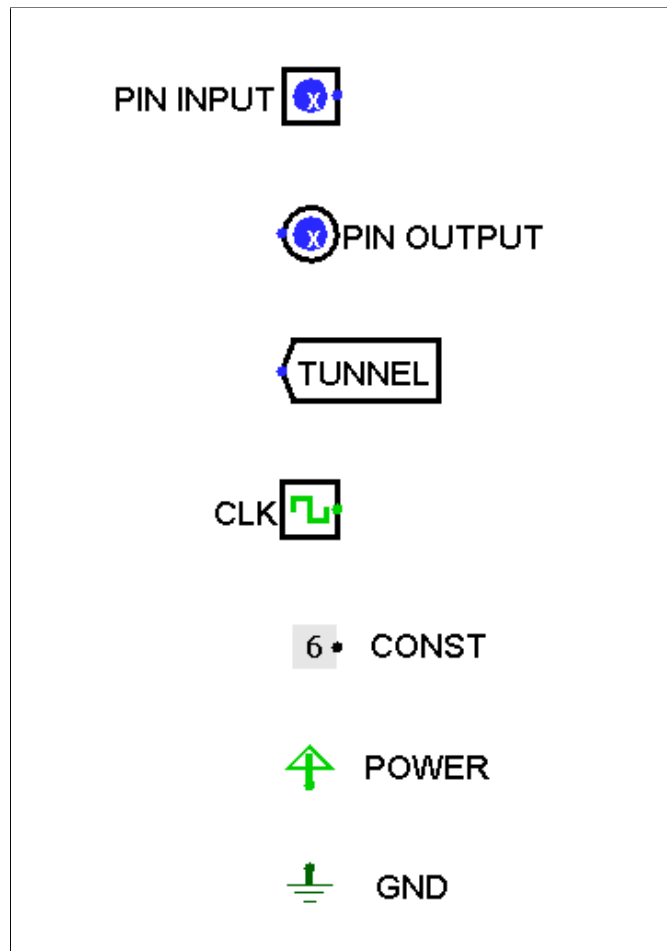 PIN INPUT x
x PIN OUTPUT
TUNNEL
CLK
6 CONST
POWER
GND